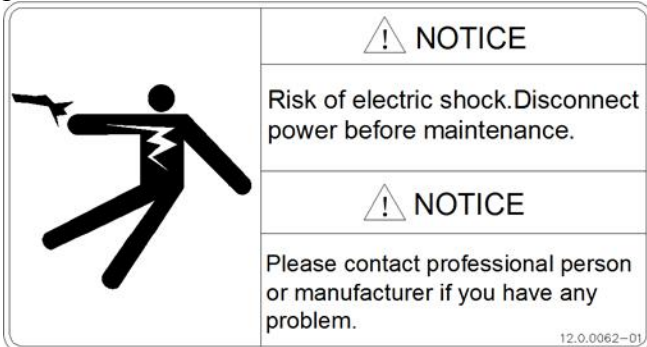 NOTICE
Risk of electric shock.Disconnect
power before maintenance.
NOTICE
Please contact professional person
or manufacturer if you have any
problem.
12.0.0062-01